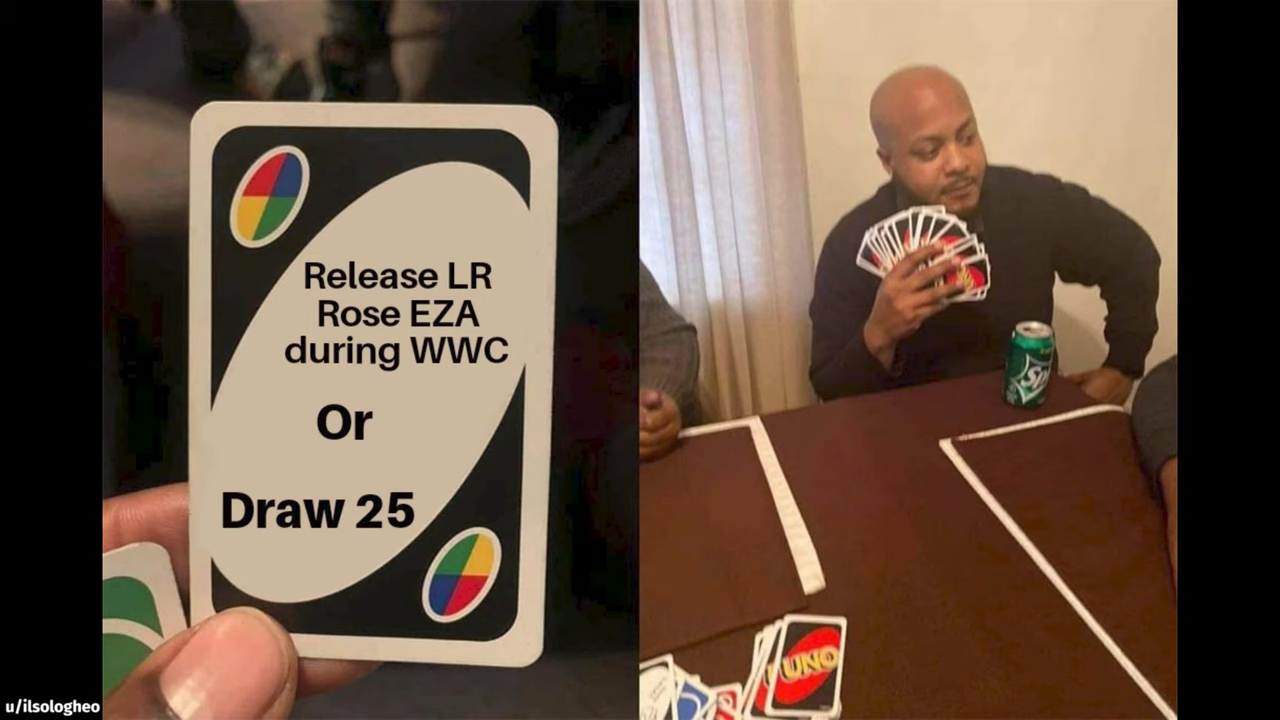 Release LR
Rose EZA
during WWC
Or
Draw 25
UNO
u/ilsologheo